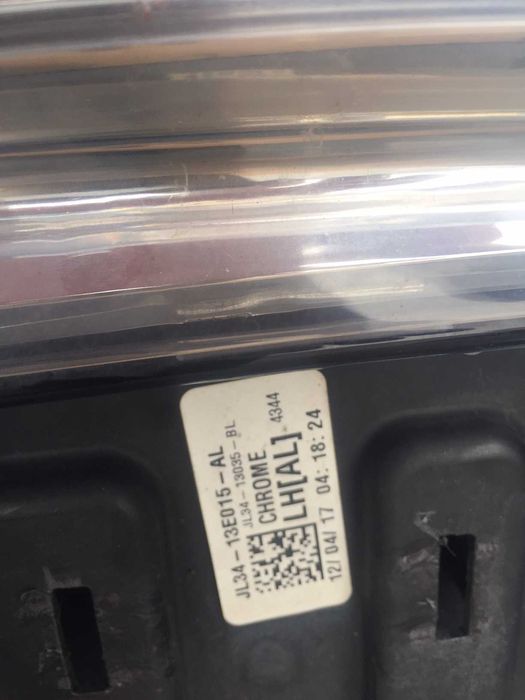 JL34-13E015-AL
JL34-13035-BL
CHROME 4344
LH[AL]
12/04/17 04:18:24